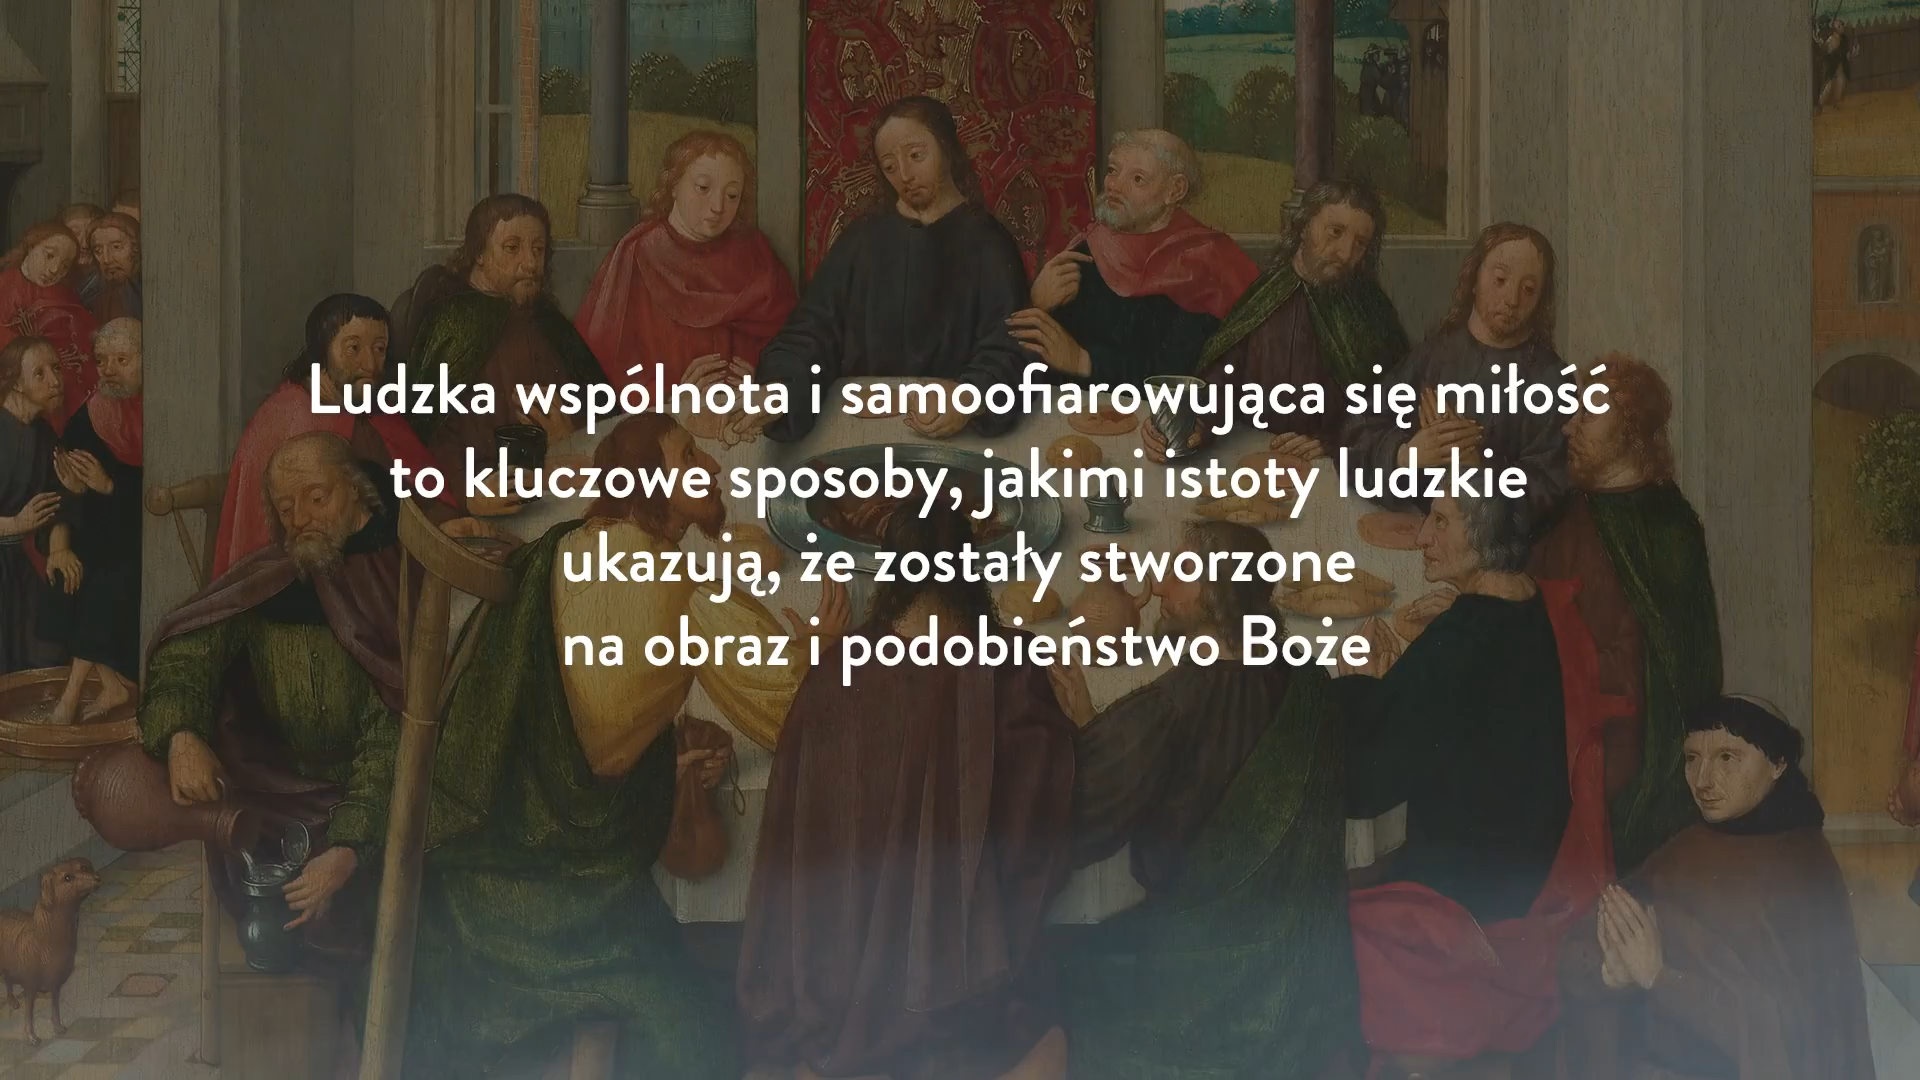 Ludzka wspólnota i samoofiarowująca się miłość
to kluczowe sposoby, jakimi istoty ludzkie
ukazują, że zostały stworzone
na obraz i podobieństwo Boże